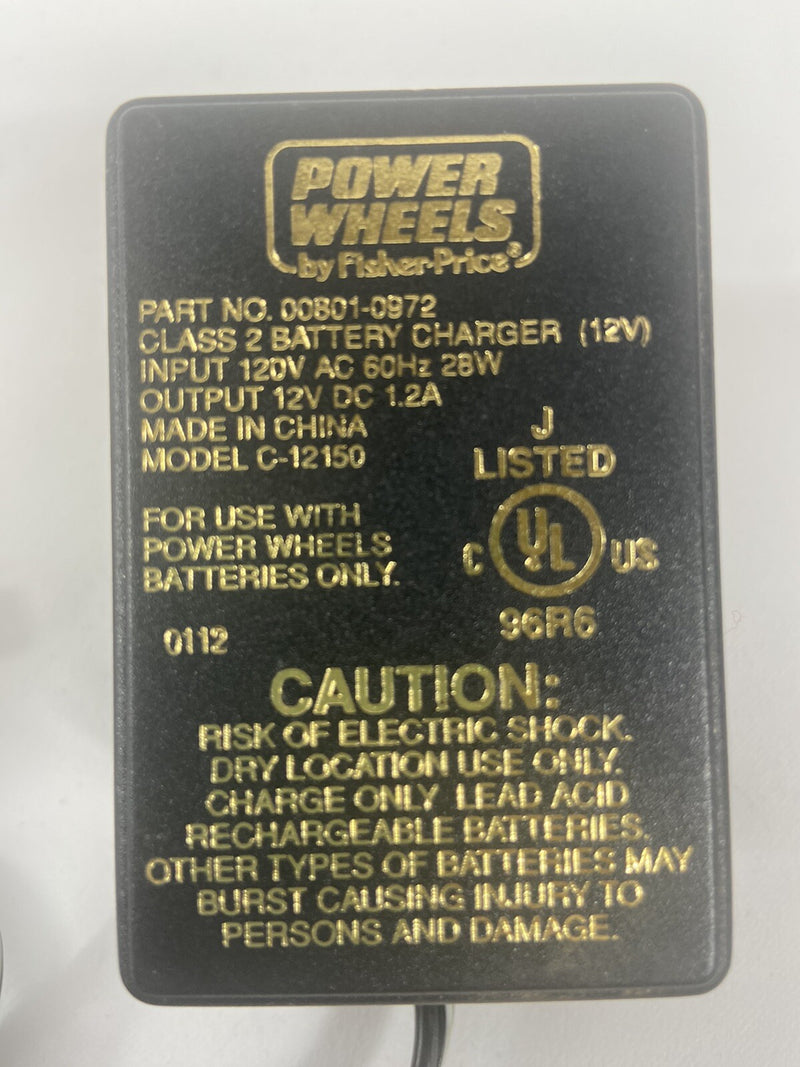 POWER
WHEELS
by Fisher-Price®
PART NO. 00801-0972
CLASS 2 BATTERY CHARGER (12V)
INPUT 120V AC 60Hz 28W
OUTPUT 12V DC 1.2A
MADE IN CHINA
MODEL C-12150
J
LISTED
FOR USE WITH
POWER WHEELS
BATTERIES ONLY.
C UL US
96R6
0112
CAUTION:
RISK OF ELECTRIC SHOCK.
DRY LOCATION USE ONLY.
CHARGE ONLY LEAD ACID
RECHARGEABLE BATTERIES.
OTHER TYPES OF BATTERIES MAY
BURST CAUSING INJURY TO
PERSONS AND DAMAGE.